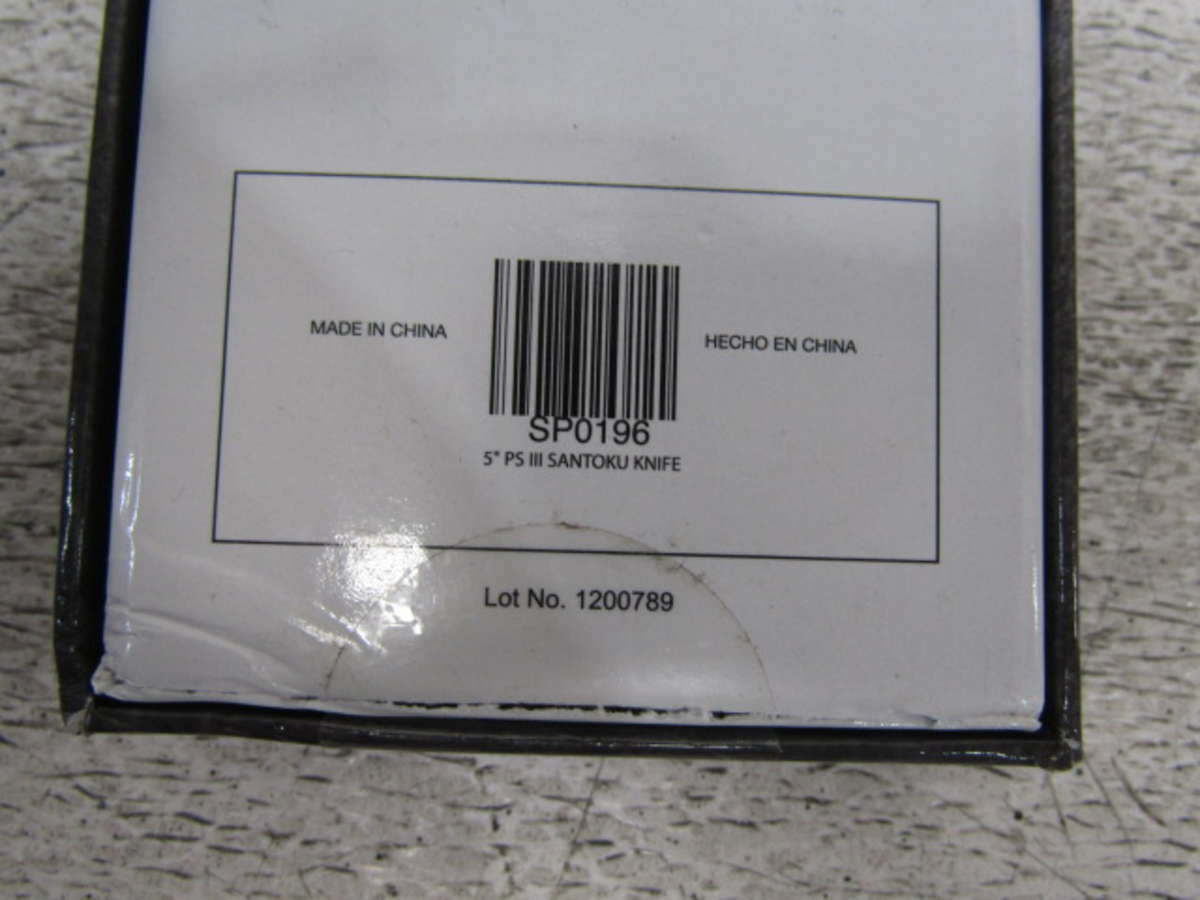 MADE IN CHINA
HECHO EN CHINA
SP0196
5" PS III SANTOKU KNIFE
Lot No. 1200789